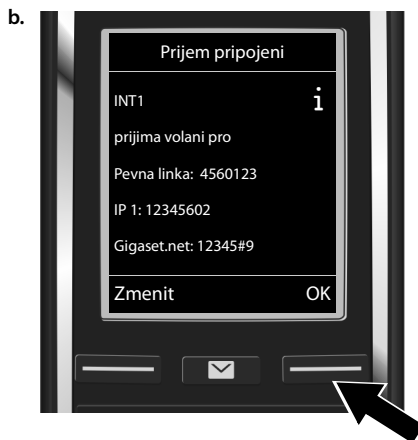 b.
Prijem pripojeni
INT1 i
prijima volani pro
Pevna linka: 4560123
IP 1: 12345602
Gigaset.net: 12345#9
Zmenit OK